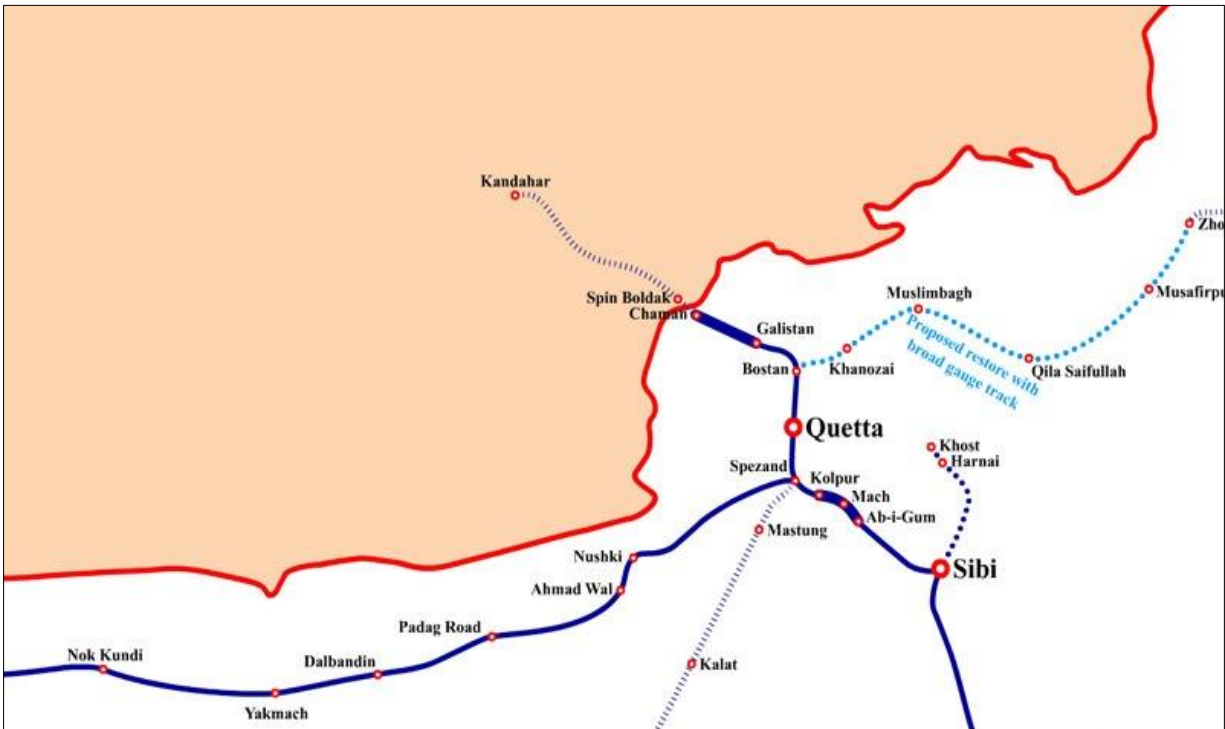 Kandahar
Zho
Spin Boldak
Chaman
Muslimbagh
Musafirpu
Galistan
Bostan
Khanozai
Proposed restore with
broad gauge track
Qila Saifullah
Quetta
Khost
Harnai
Spezand
Kolpur
Mach
Ab-i-Gum
Mastung
Nushki
Sibi
Ahmad Wal
Padag Road
Nok Kundi
Dalbandin
Kalat
Yakmach